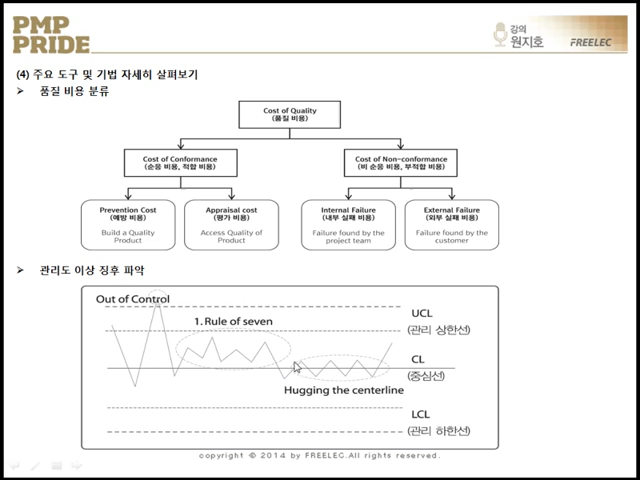 PMP
PRIDE
강의
원지호
FREELEC
(4) 주요 도구 및 기법 자세히 살펴보기
➤ 품질 비용 분류
Cost of Quality
(품질 비용)
Cost of Conformance
(순응 비용, 적합 비용)
Cost of Non-conformance
(비 순응 비용, 부적합 비용)
Prevention Cost
(예방 비용)
Build a Quality
Product
Appraisal cost
(평가 비용)
Access Quality of
Product
Internal Failure
(내부 실패 비용)
Failure found by the
project team
External Failure
(외부 실패 비용)
Failure found by the
customer
➤ 관리도 이상 징후 파악
Out of Control
1. Rule of seven
UCL
(관리 상한선)
CL
(중심선)
Hugging the centerline
LCL
(관리 하한선)
copyright © 2014 by FREELEC.All rights reserved.